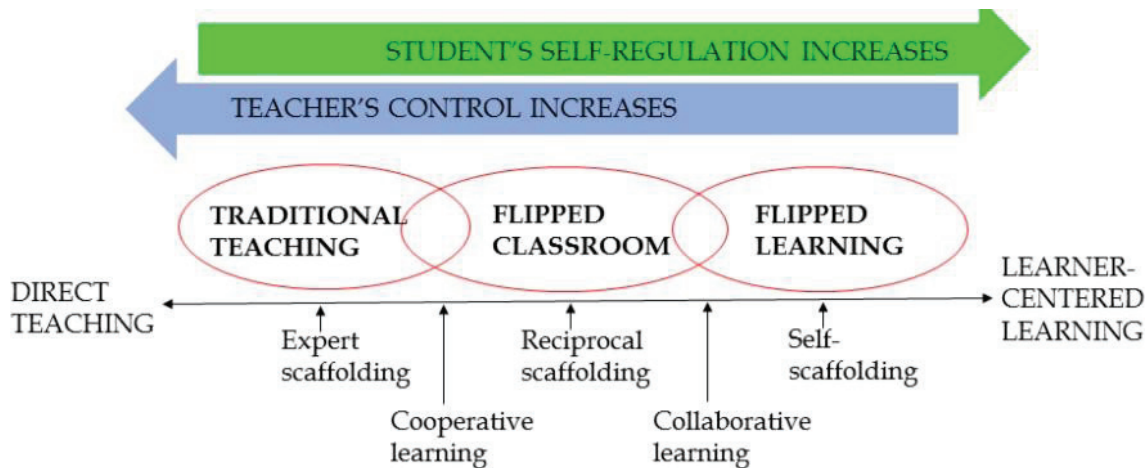 STUDENT'S SELF-REGULATION INCREASES
TEACHER'S CONTROL INCREASES
TRADITIONAL
TEACHING
FLIPPED
CLASSROOM
FLIPPED
LEARNING
DIRECT
TEACHING
LEARNER-
CENTERED
LEARNING
Expert
scaffolding
Reciprocal
scaffolding
Self-
scaffolding
Cooperative
learning
Collaborative
learning